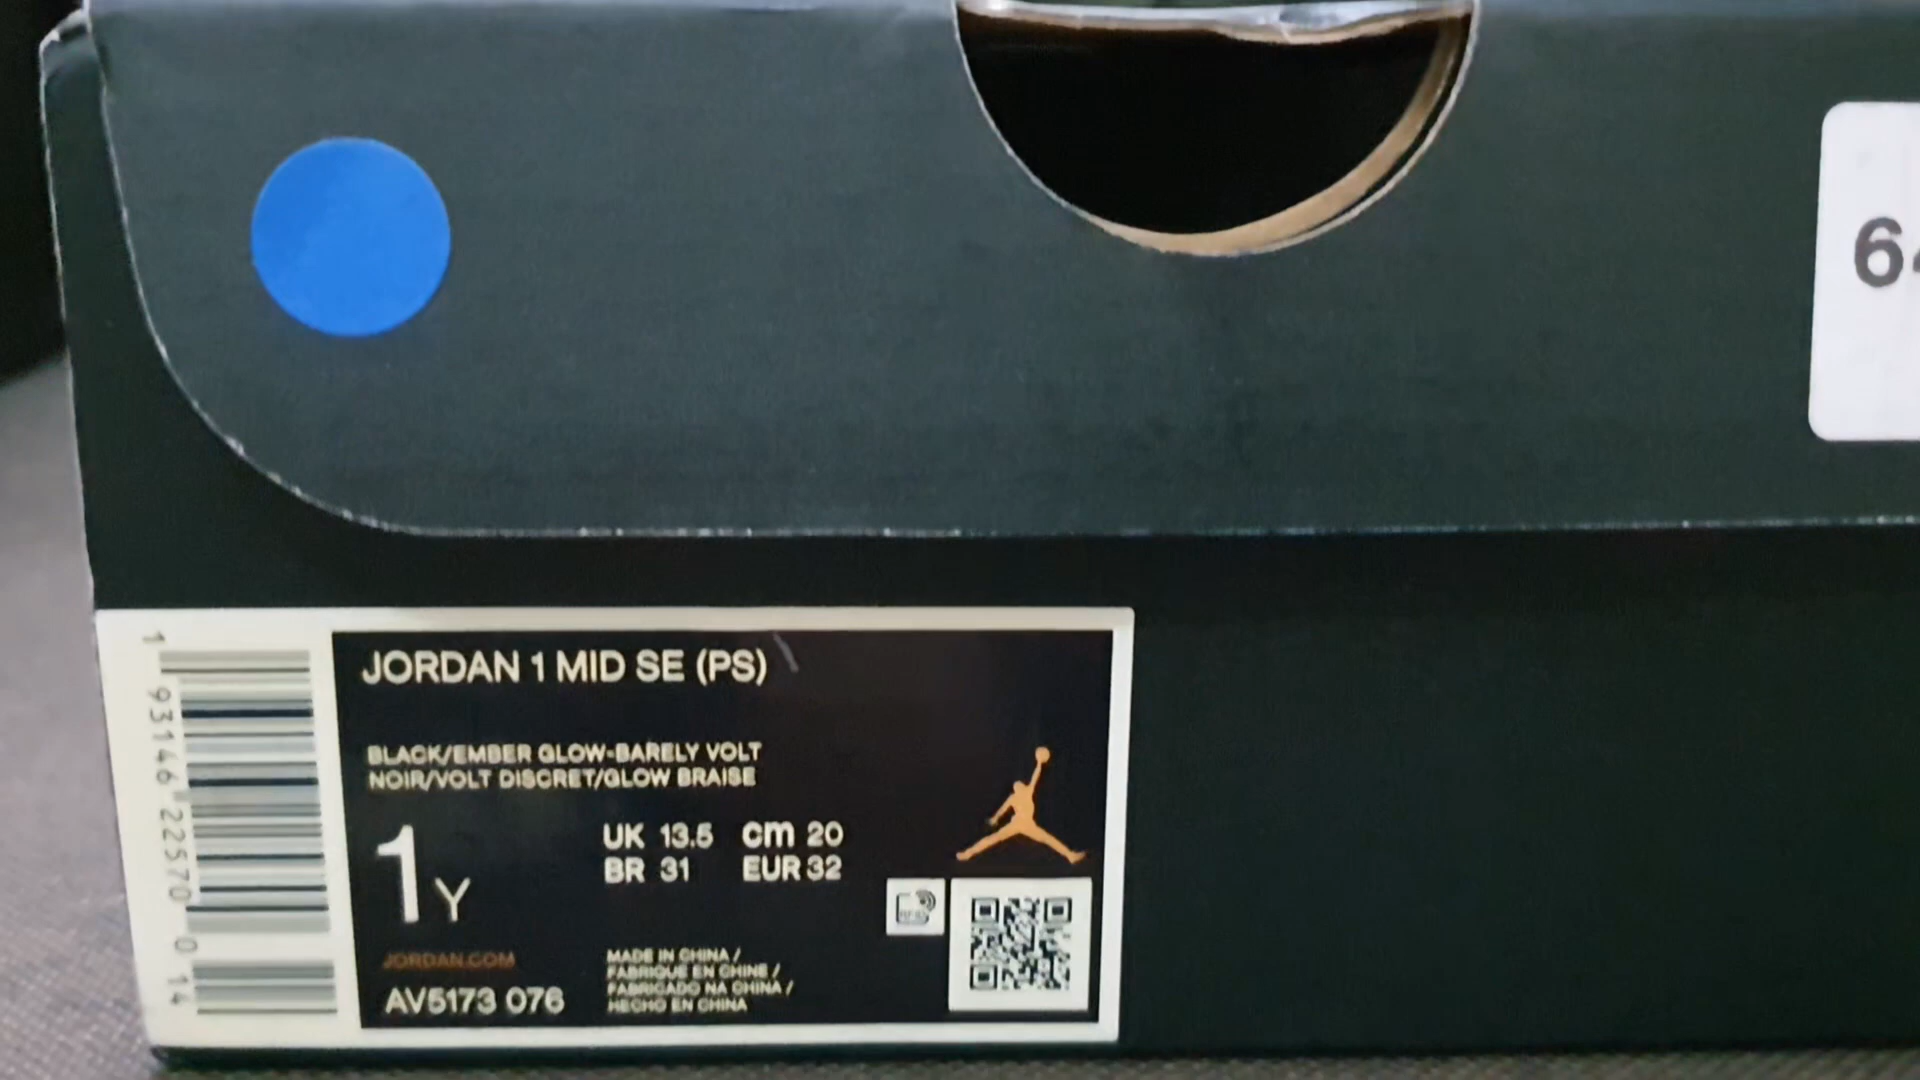 JORDAN 1 MID SE (PS)
BLACK/EMBER GLOW-BARELY VOLT
NOIR/VOLT DISCRET/GLOW BRAISE
1Y
UK 13.5 cm 20
BR 31 EUR 32
JORDAN.COM
AV5173 076
MADE IN CHINA /
FABRIQUE EN CHINE /
FABRICADO NA CHINA /
HECHO EN CHINA
RFID
1 93146 22570 0 14